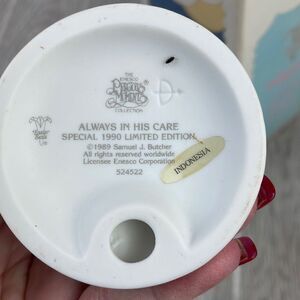 THE
ENESCO
Precious
Moments
COLLECTION
ALWAYS IN HIS CARE
SPECIAL 1990 LIMITED EDITION
©1989 Samuel J. Butcher
All rights reserved worldwide
Licensee Enesco Corporation
524522
INDONESIA